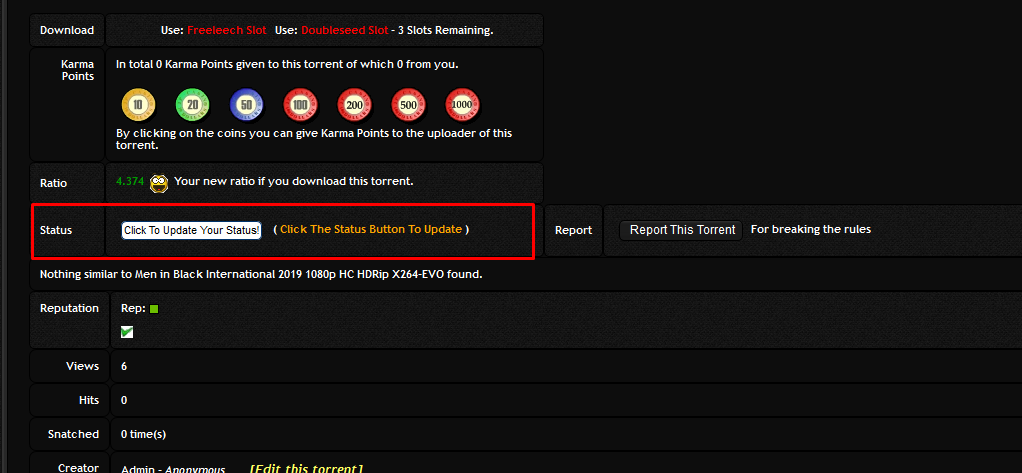 Download
Use: Freeleech Slot Use: Doubleseed Slot - 3 Slots Remaining.
Karma
Points
In total 0 Karma Points given to this torrent of which 0 from you.
10 20 50 100 200 500 1000
By clicking on the coins you can give Karma Points to the uploader of this
torrent.
Ratio
4.374 Your new ratio if you download this torrent.
Status
Click To Update Your Status! ( Click The Status Button To Update )
Report
Report This Torrent For breaking the rules
Nothing similar to Men in Black International 2019 1080p HC HDRip X264-EVO found.
Reputation
Rep:
Views 6
Hits 0
Snatched 0 time(s)
Creator Admin - Anonymous [Edit this torrent]